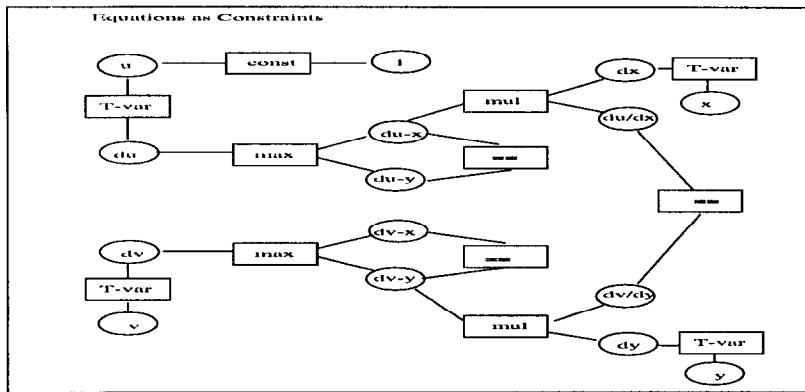 Equations as Constraints
u const 1 dx T-var
T-var x
mul du/dx
du max du-x
==
du-y
==
dv max dv-x
==
T-var dv-y
dv/dy
v mul
dy T-var
y